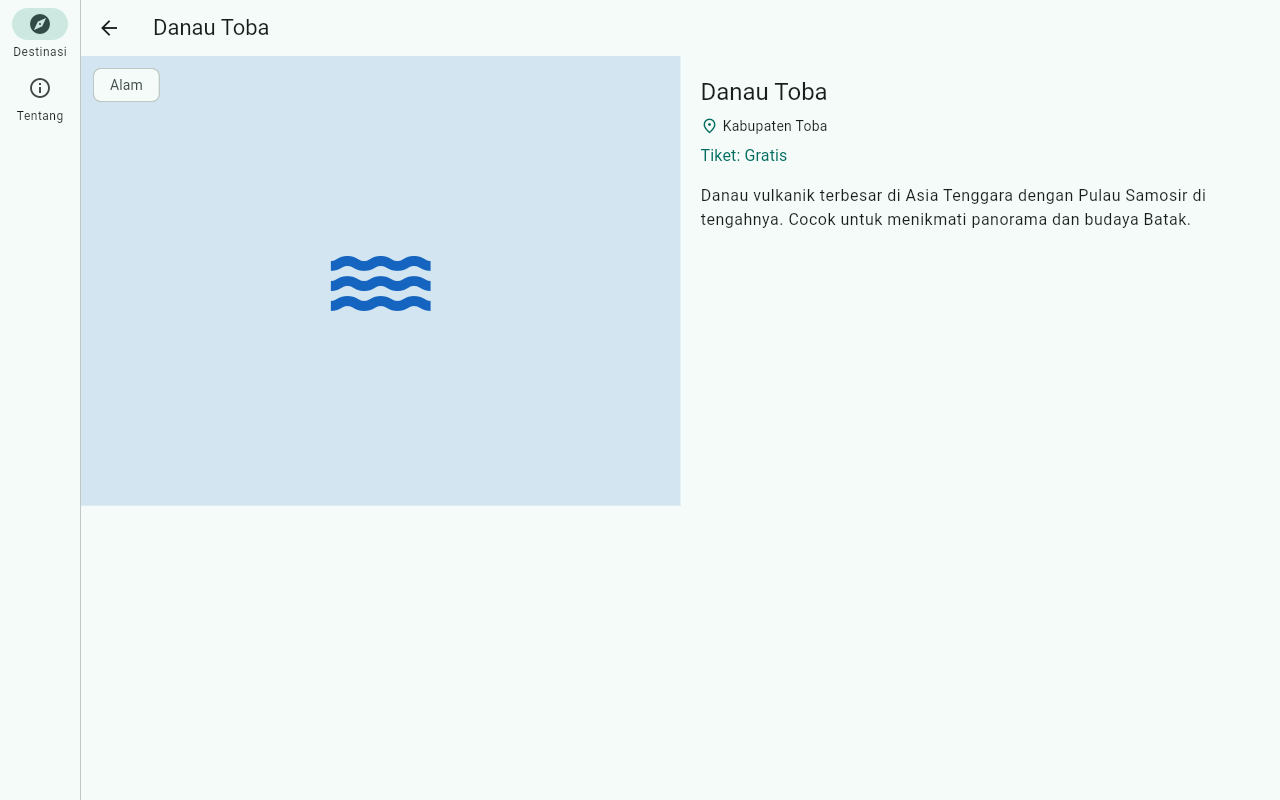 Destinasi
Tentang
Danau Toba
Alam
Danau Toba
Kabupaten Toba
Tiket: Gratis
Danau vulkanik terbesar di Asia Tenggara dengan Pulau Samosir di
tengahnya. Cocok untuk menikmati panorama dan budaya Batak.